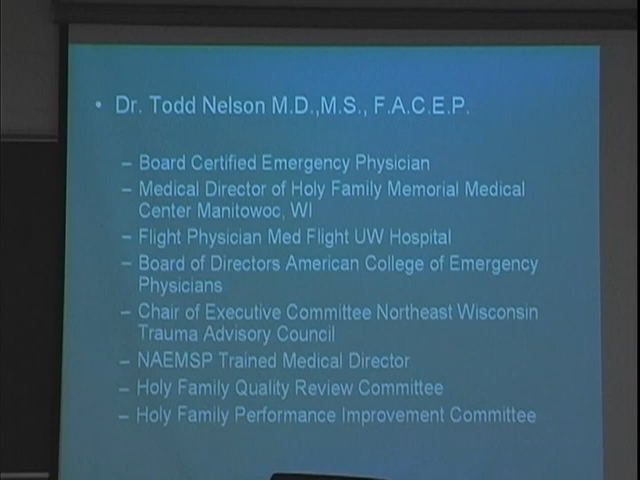 • Dr. Todd Nelson M.D.,M.S., F.A.C.E.P.
– Board Certified Emergency Physician
– Medical Director of Holy Family Memorial Medical
Center Manitowoc, WI
– Flight Physician Med Flight UW Hospital
– Board of Directors American College of Emergency
Physicians
– Chair of Executive Committee Northeast Wisconsin
Trauma Advisory Council
– NAEMSP Trained Medical Director
– Holy Family Quality Review Committee
– Holy Family Performance Improvement Committee